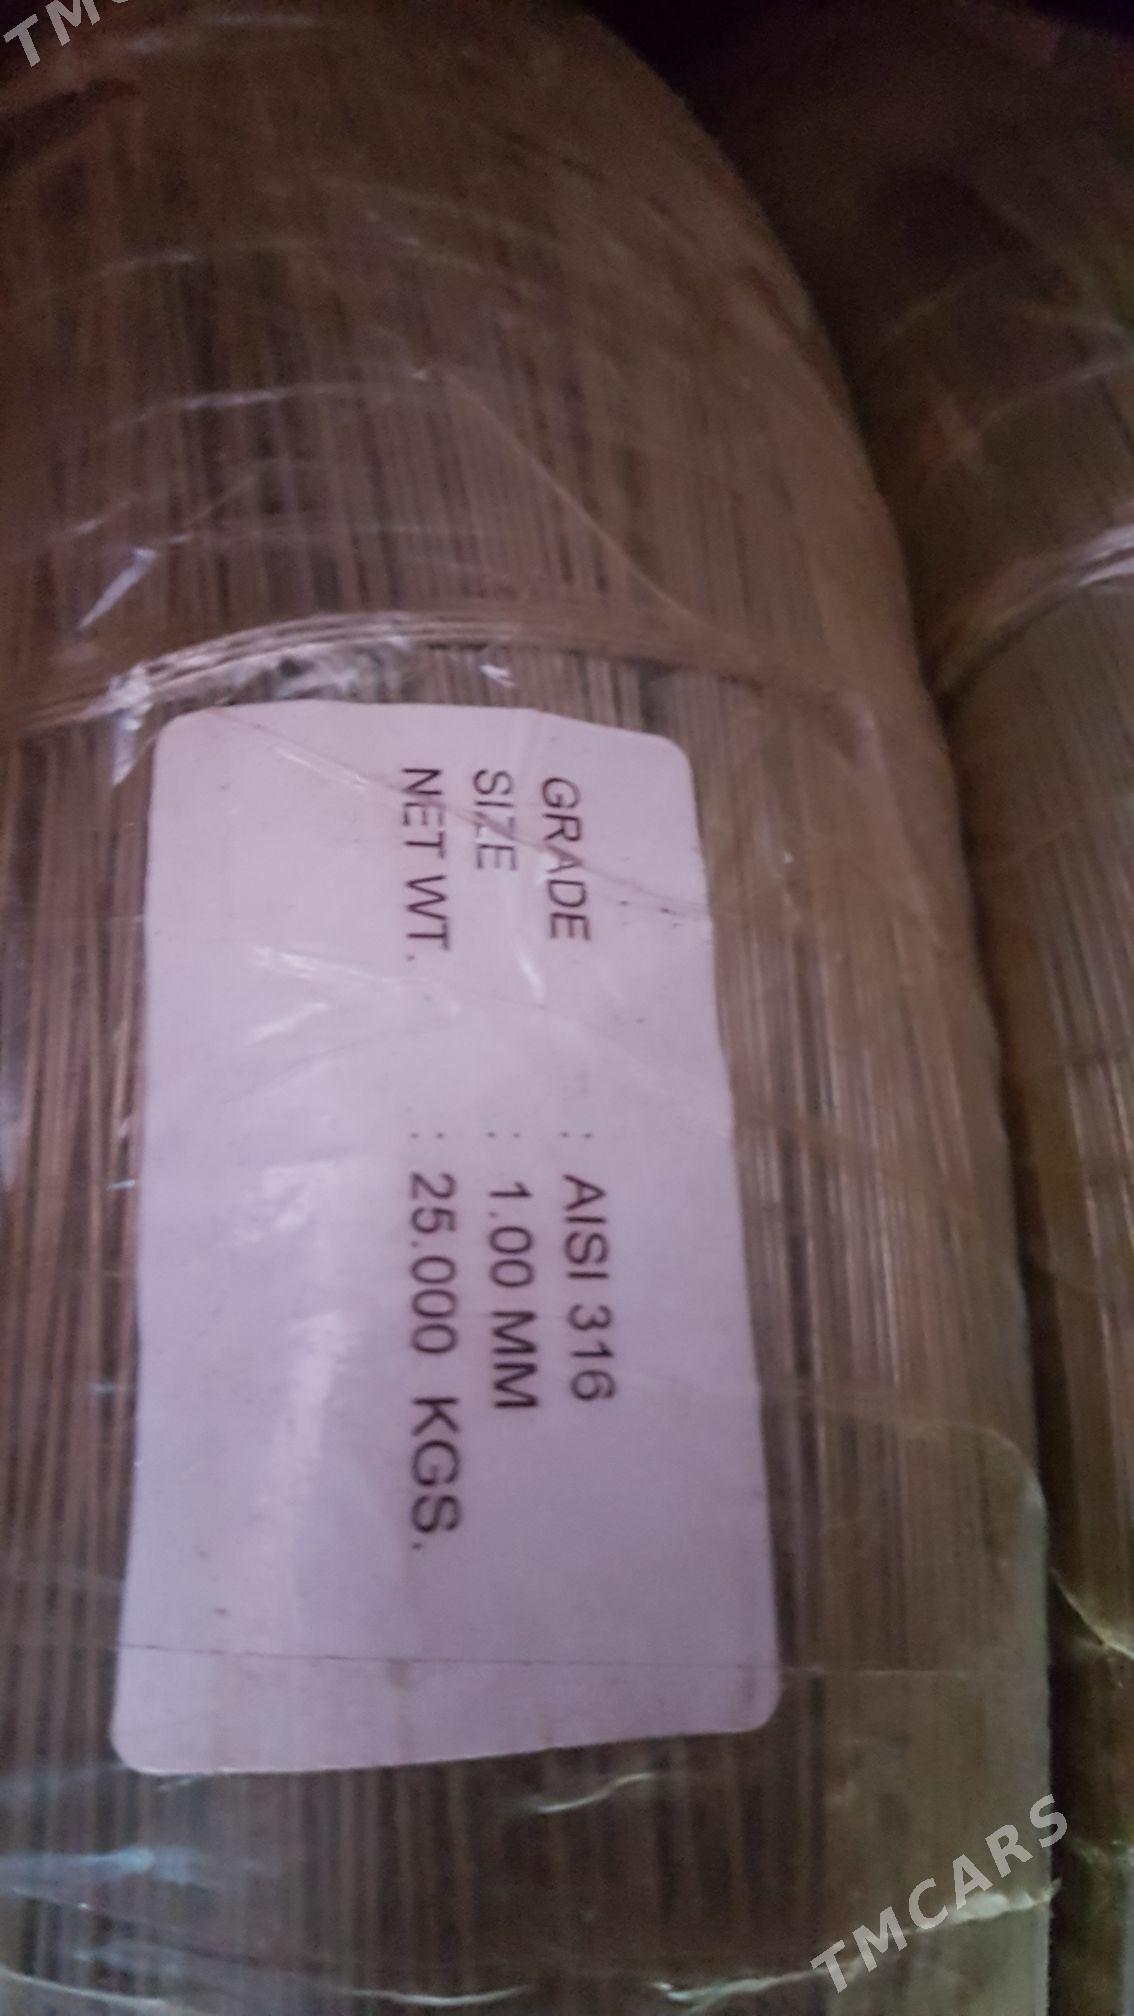 GRADE : AISI 316
SIZE : 1.00 MM
NET WT. : 25.000 KGS.
TMCARS